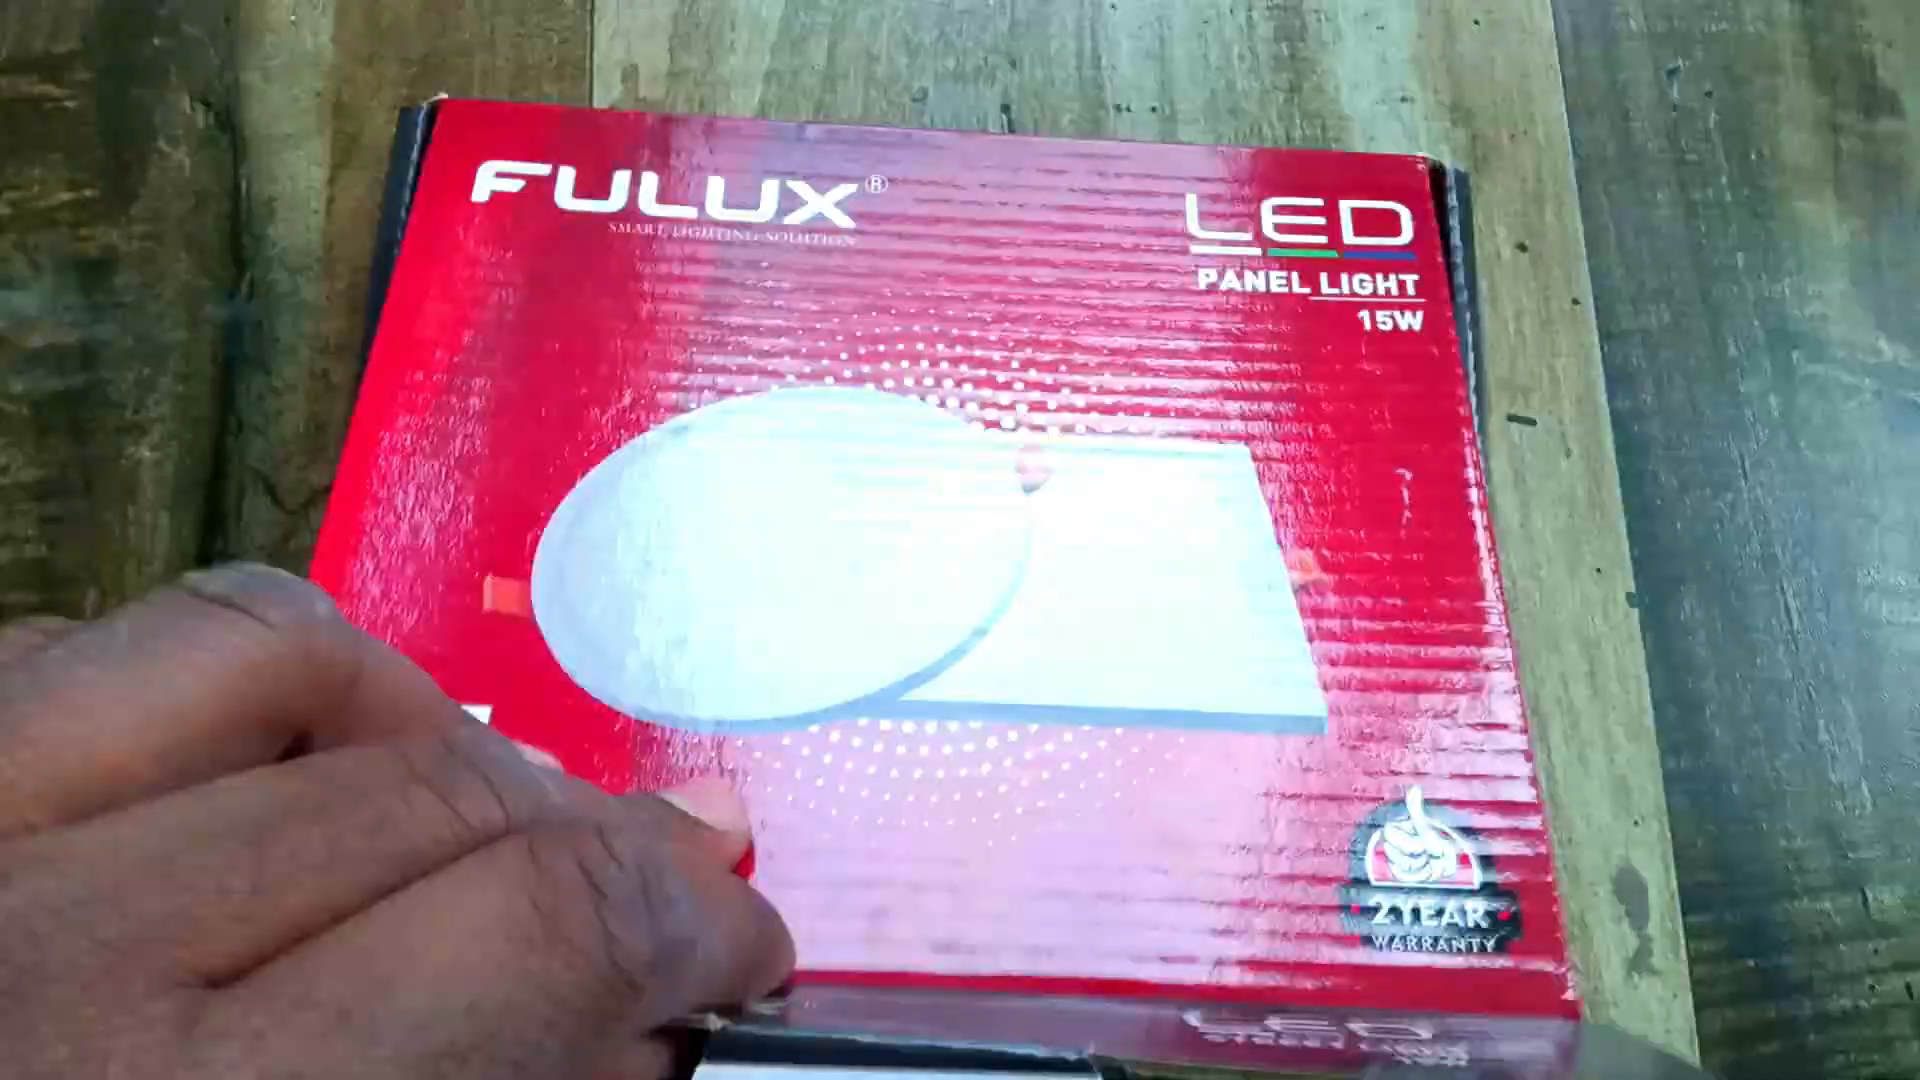 FULUX®
SMART LIGHTING SOLUTION
LED
PANEL LIGHT
15W
2YEAR
WARRANTY